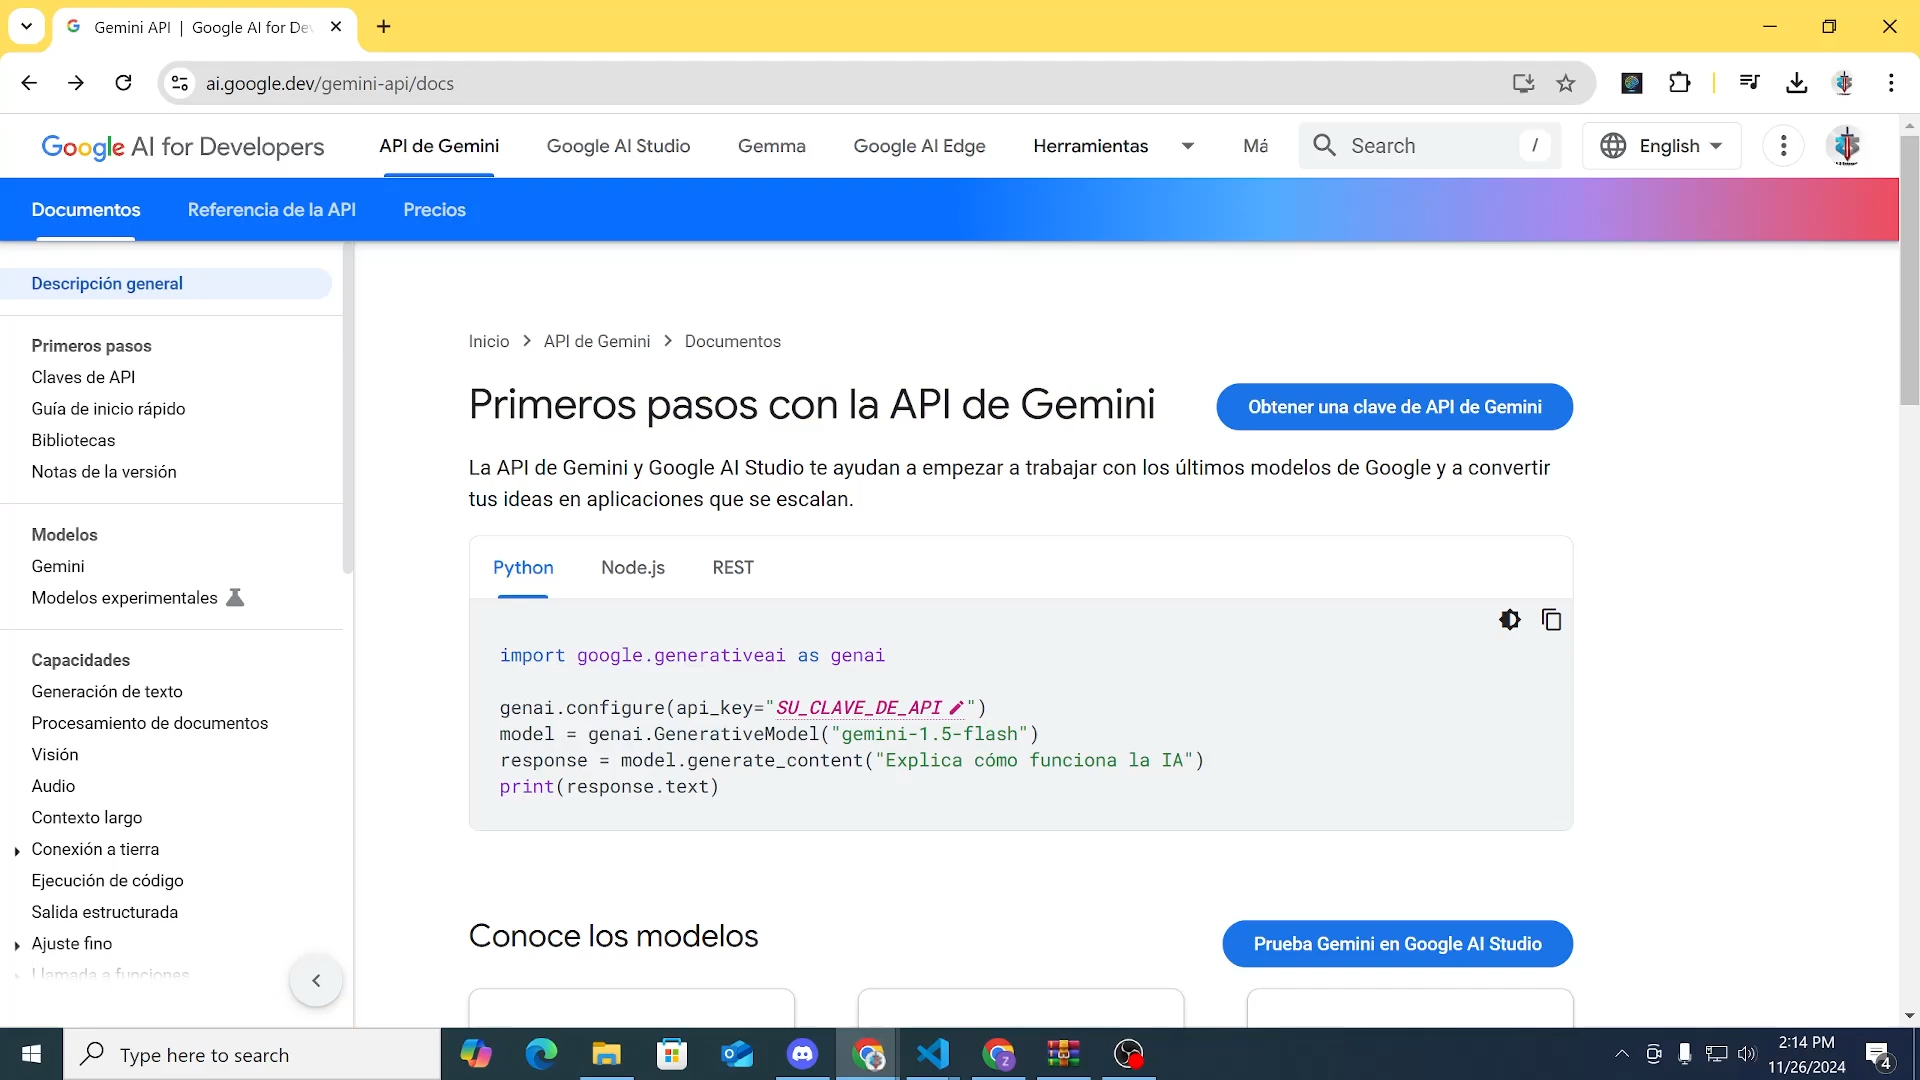 Gemini API | Google AI for De
ai.google.dev/gemini-api/docs
Google AI for Developers
API de Gemini
Google AI Studio
Gemma
Google AI Edge
Herramientas
Má
Search
/
English
Documentos
Referencia de la API
Precios
Descripción general
Primeros pasos
Claves de API
Guía de inicio rápido
Bibliotecas
Notas de la versión
Modelos
Gemini
Modelos experimentales
Capacidades
Generación de texto
Procesamiento de documentos
Visión
Audio
Contexto largo
Conexión a tierra
Ejecución de código
Salida estructurada
Ajuste fino
Llamada a funciones
Inicio > API de Gemini > Documentos
Primeros pasos con la API de Gemini
Obtener una clave de API de Gemini
La API de Gemini y Google AI Studio te ayudan a empezar a trabajar con los últimos modelos de Google y a convertir
tus ideas en aplicaciones que se escalan.
Python
Node.js
REST
import google.generativeai as genai
genai.configure(api_key="SU_CLAVE_DE_API")
model = genai.GenerativeModel("gemini-1.5-flash")
response = model.generate_content("Explica cómo funciona la IA")
print(response.text)
Conoce los modelos
Prueba Gemini en Google AI Studio
Type here to search
2:14 PM
11/26/2024
4